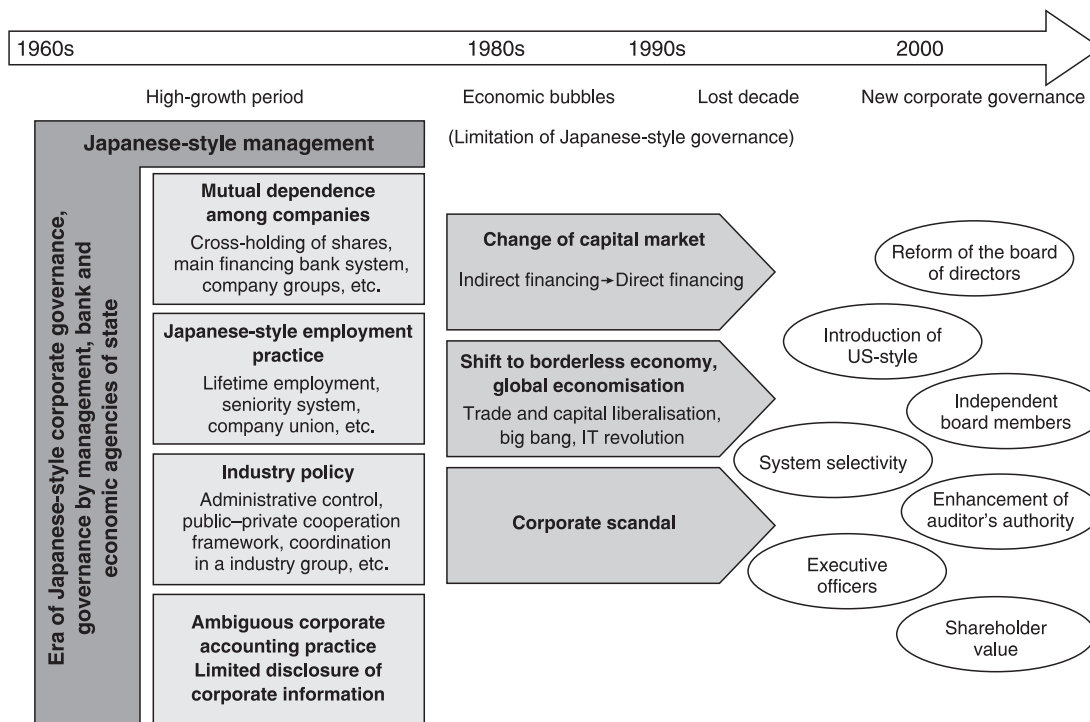 1960s
1980s
1990s
2000
High-growth period
Economic bubbles
Lost decade
New corporate governance
(Limitation of Japanese-style governance)
Japanese-style management
Era of Japanese-style corporate governance,
governance by management, bank and
economic agencies of state
Mutual dependence
among companies
Cross-holding of shares,
main financing bank system,
company groups, etc.
Japanese-style employment
practice
Lifetime employment,
seniority system,
company union, etc.
Industry policy
Administrative control,
public–private cooperation
framework, coordination
in a industry group, etc.
Ambiguous corporate
accounting practice
Limited disclosure of
corporate information
Change of capital market
Indirect financing→Direct financing
Shift to borderless economy,
global economisation
Trade and capital liberalisation,
big bang, IT revolution
Corporate scandal
Reform of the board
of directors
Introduction of
US-style
Independent
board members
System selectivity
Enhancement of
auditor's authority
Executive
officers
Shareholder
value